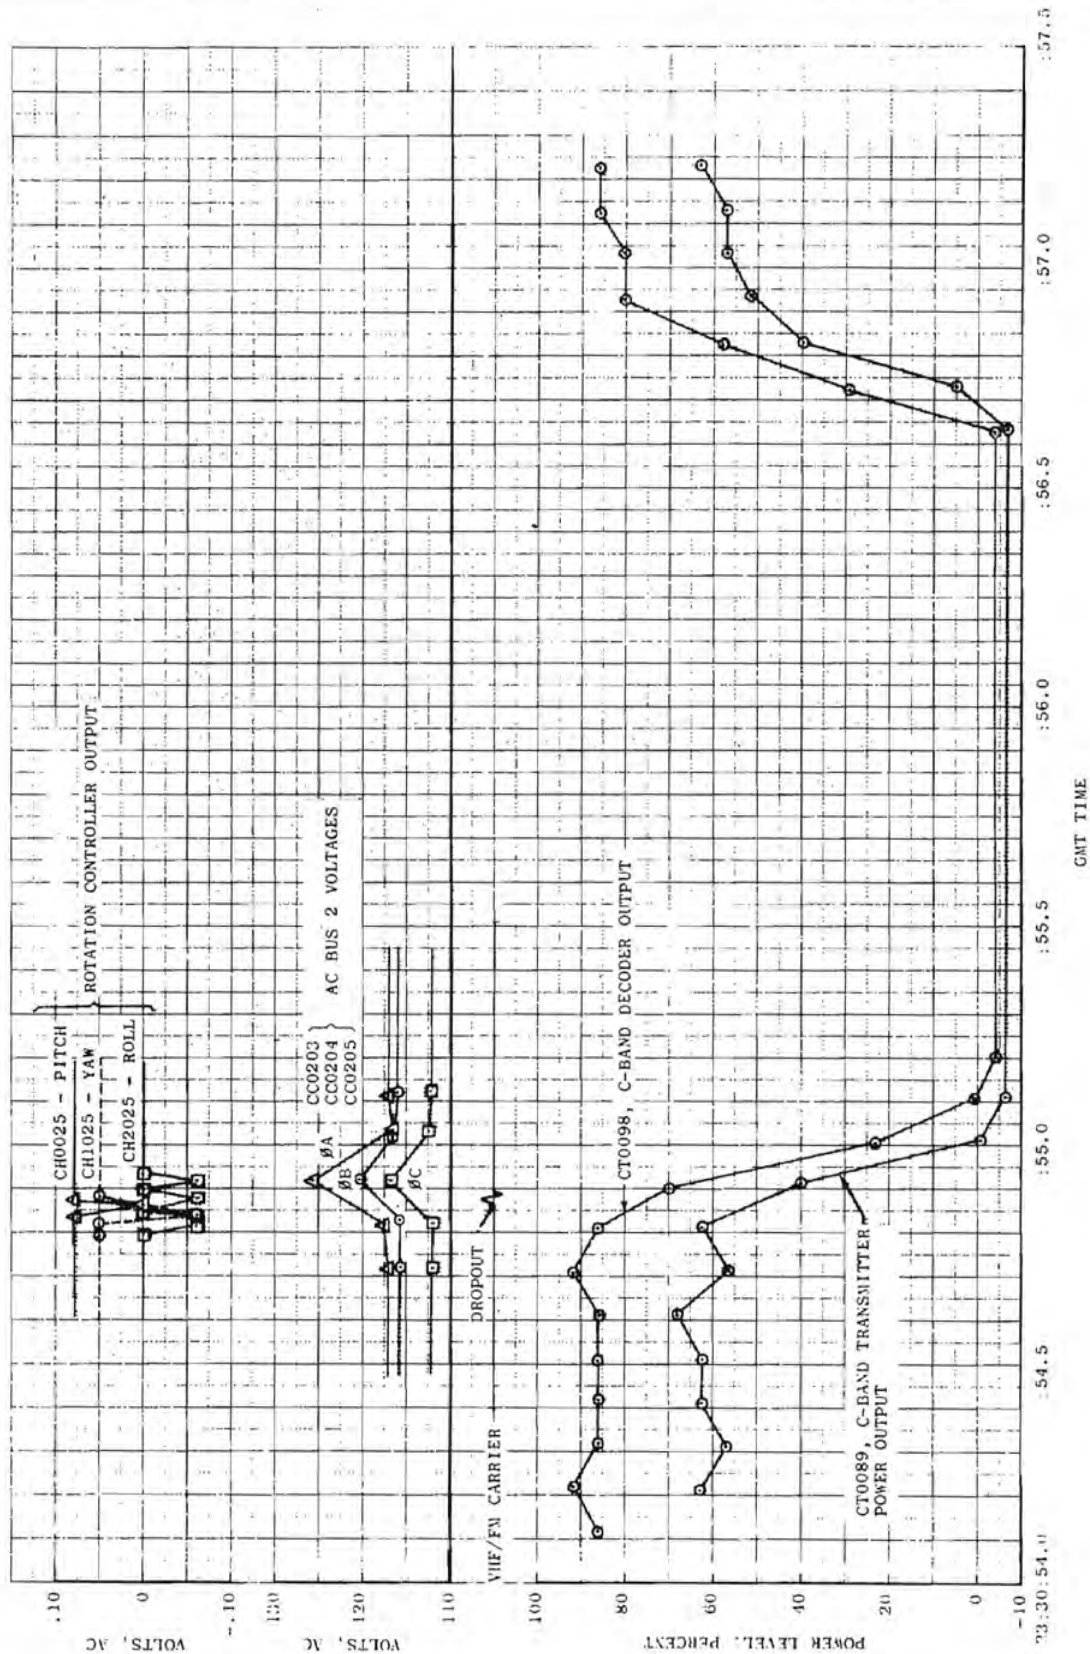 CH0025 - PITCH
CH1025 - YAW
CH2025 - ROLL
ROTATION CONTROLLER OUTPUT
.10
0
-.10
VOLTS, AC
CC0203
CC0204
CC0205
AC BUS 2 VOLTAGES
ØA
ØB
ØC
130
120
110
VOLTS, AC
VHF/FM CARRIER
DROPOUT
CT0098, C-BAND DECODER OUTPUT
CT0089, C-BAND TRANSMITTER
POWER OUTPUT
100
80
60
40
20
0
-10
POWER LEVEL, PERCENT
23:30:54.0
:54.5
:55.0
:55.5
:56.0
:56.5
:57.0
:57.5
GMT TIME